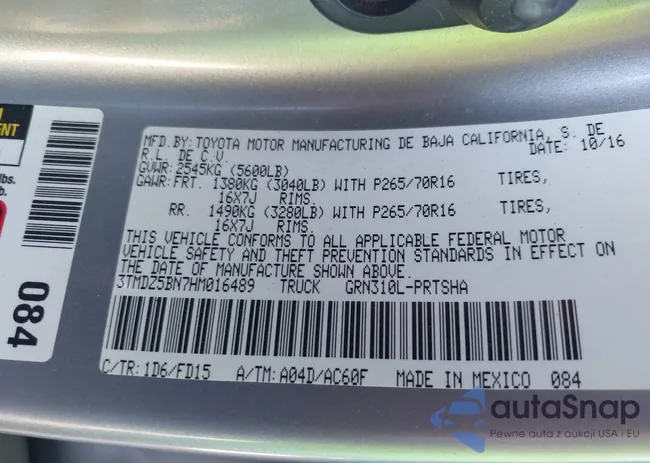 MFD.BY: TOYOTA MOTOR MANUFACTURING DE BAJA CALIFORNIA, S. DE
R.L. DE C.V. DATE: 10/16
GVWR: 2545KG (5600LB)
GAWR: FRT. 1380KG (3040LB) WITH P265/70R16 TIRES,
16X7J RIMS.
RR. 1490KG (3280LB) WITH P265/70R16 TIRES,
16X7J RIMS.
THIS VEHICLE CONFORMS TO ALL APPLICABLE FEDERAL MOTOR
VEHICLE SAFETY AND THEFT PREVENTION STANDARDS IN EFFECT ON
THE DATE OF MANUFACTURE SHOWN ABOVE.
3TMDZ5BN7HM016489 TRUCK GRN310L-PRTSHA
C/TR: 1D6/FD15 A/TM: A04D/AC60F MADE IN MEXICO 084
ENT
lbs.
b.
084
autoSnap
Pewne auta z aukcji USA i EU